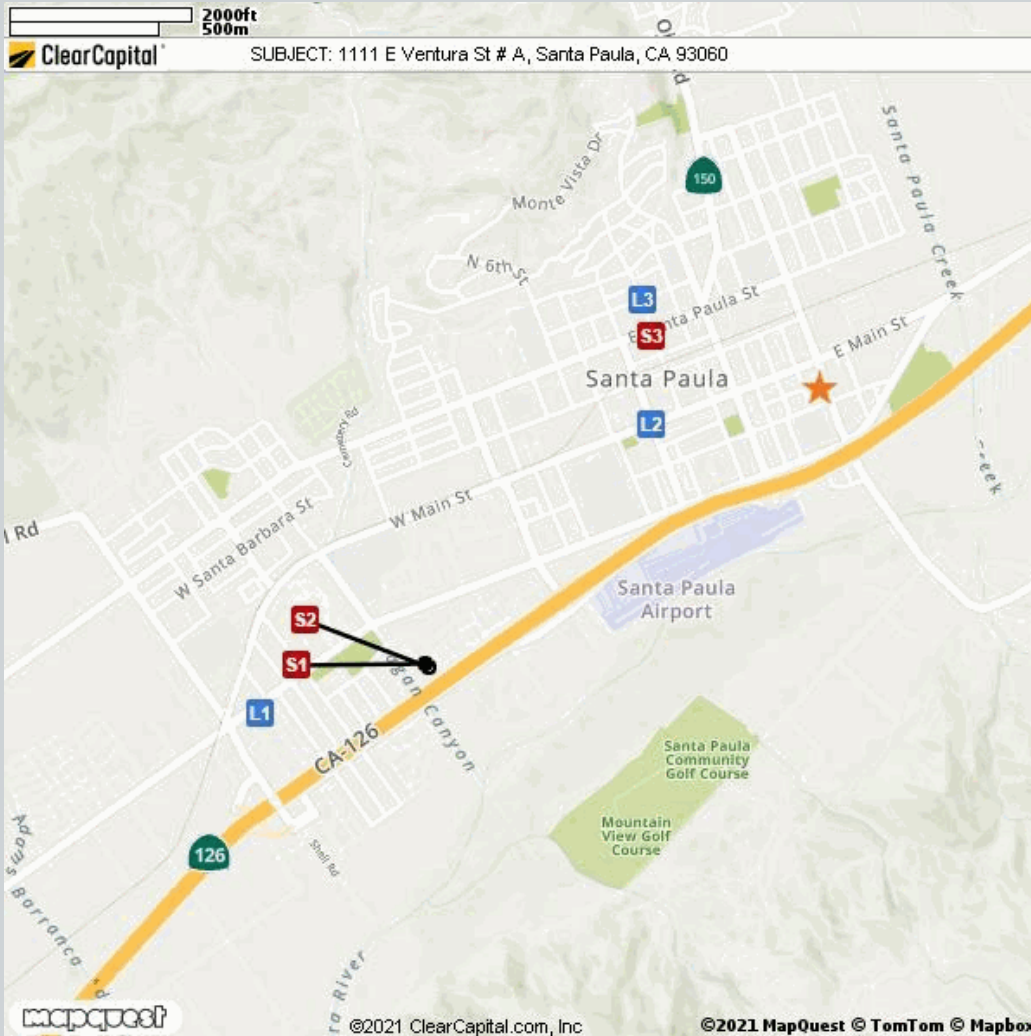 2000ft
500m
ClearCapital
SUBJECT: 1111 E Ventura St # A, Santa Paula, CA 93060
150
Monte Vista Dr
Santa Paula Creek
N 6th St
L3
E Santa Paula St
S3
E Main St
Santa Paula
L2
Cemetery Rd
W Main St
W Santa Barbara St
l Rd
Creek
Santa Paula
Airport
S2
S1
gan Canyon
L1
CA-126
Santa Paula
Community
Golf Course
Mountain
View Golf
Course
126
Shell Rd
Adams
Barranca
ra River
mapquest
©2021 ClearCapital.com, Inc
©2021 MapQuest © TomTom © Mapbox